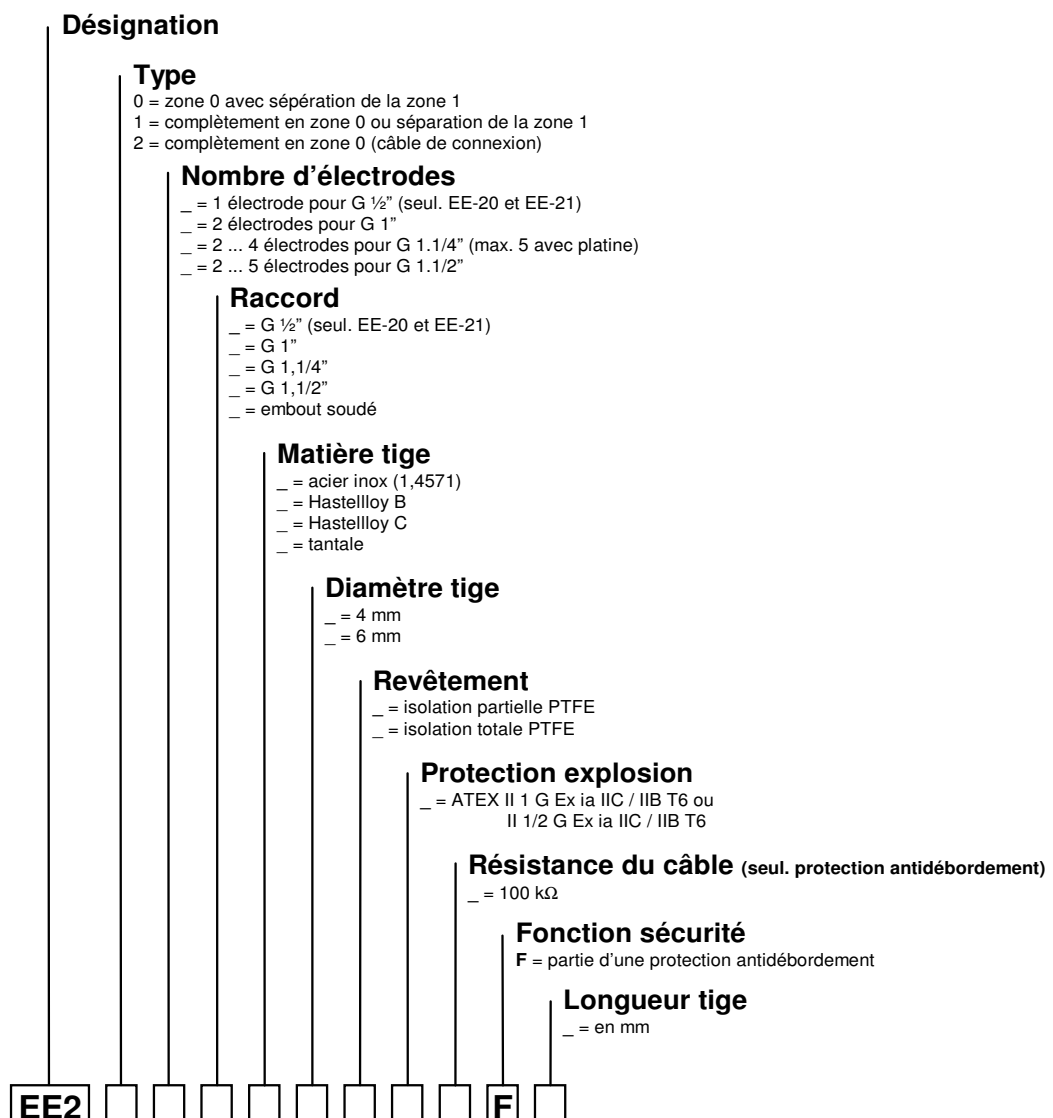 Désignation
Type
0 = zone 0 avec sépération de la zone 1
1 = complètement en zone 0 ou séparation de la zone 1
2 = complètement en zone 0 (câble de connexion)
Nombre d’électrodes
_ = 1 électrode pour G ½” (seul. EE-20 et EE-21)
_ = 2 électrodes pour G 1”
_ = 2 ... 4 électrodes pour G 1.1/4” (max. 5 avec platine)
_ = 2 ... 5 électrodes pour G 1.1/2”
Raccord
_ = G ½” (seul. EE-20 et EE-21)
_ = G 1”
_ = G 1,1/4”
_ = G 1,1/2”
_ = embout soudé
Matière tige
_ = acier inox (1,4571)
_ = Hastellloy B
_ = Hastellloy C
_ = tantale
Diamètre tige
_ = 4 mm
_ = 6 mm
Revêtement
_ = isolation partielle PTFE
_ = isolation totale PTFE
Protection explosion
_ = ATEX II 1 G Ex ia IIC / IIB T6 ou
II 1/2 G Ex ia IIC / IIB T6
Résistance du câble (seul. protection antidébordement)
_ = 100 kΩ
Fonction sécurité
F = partie d’une protection antidébordement
Longueur tige
_ = en mm
EE2 F